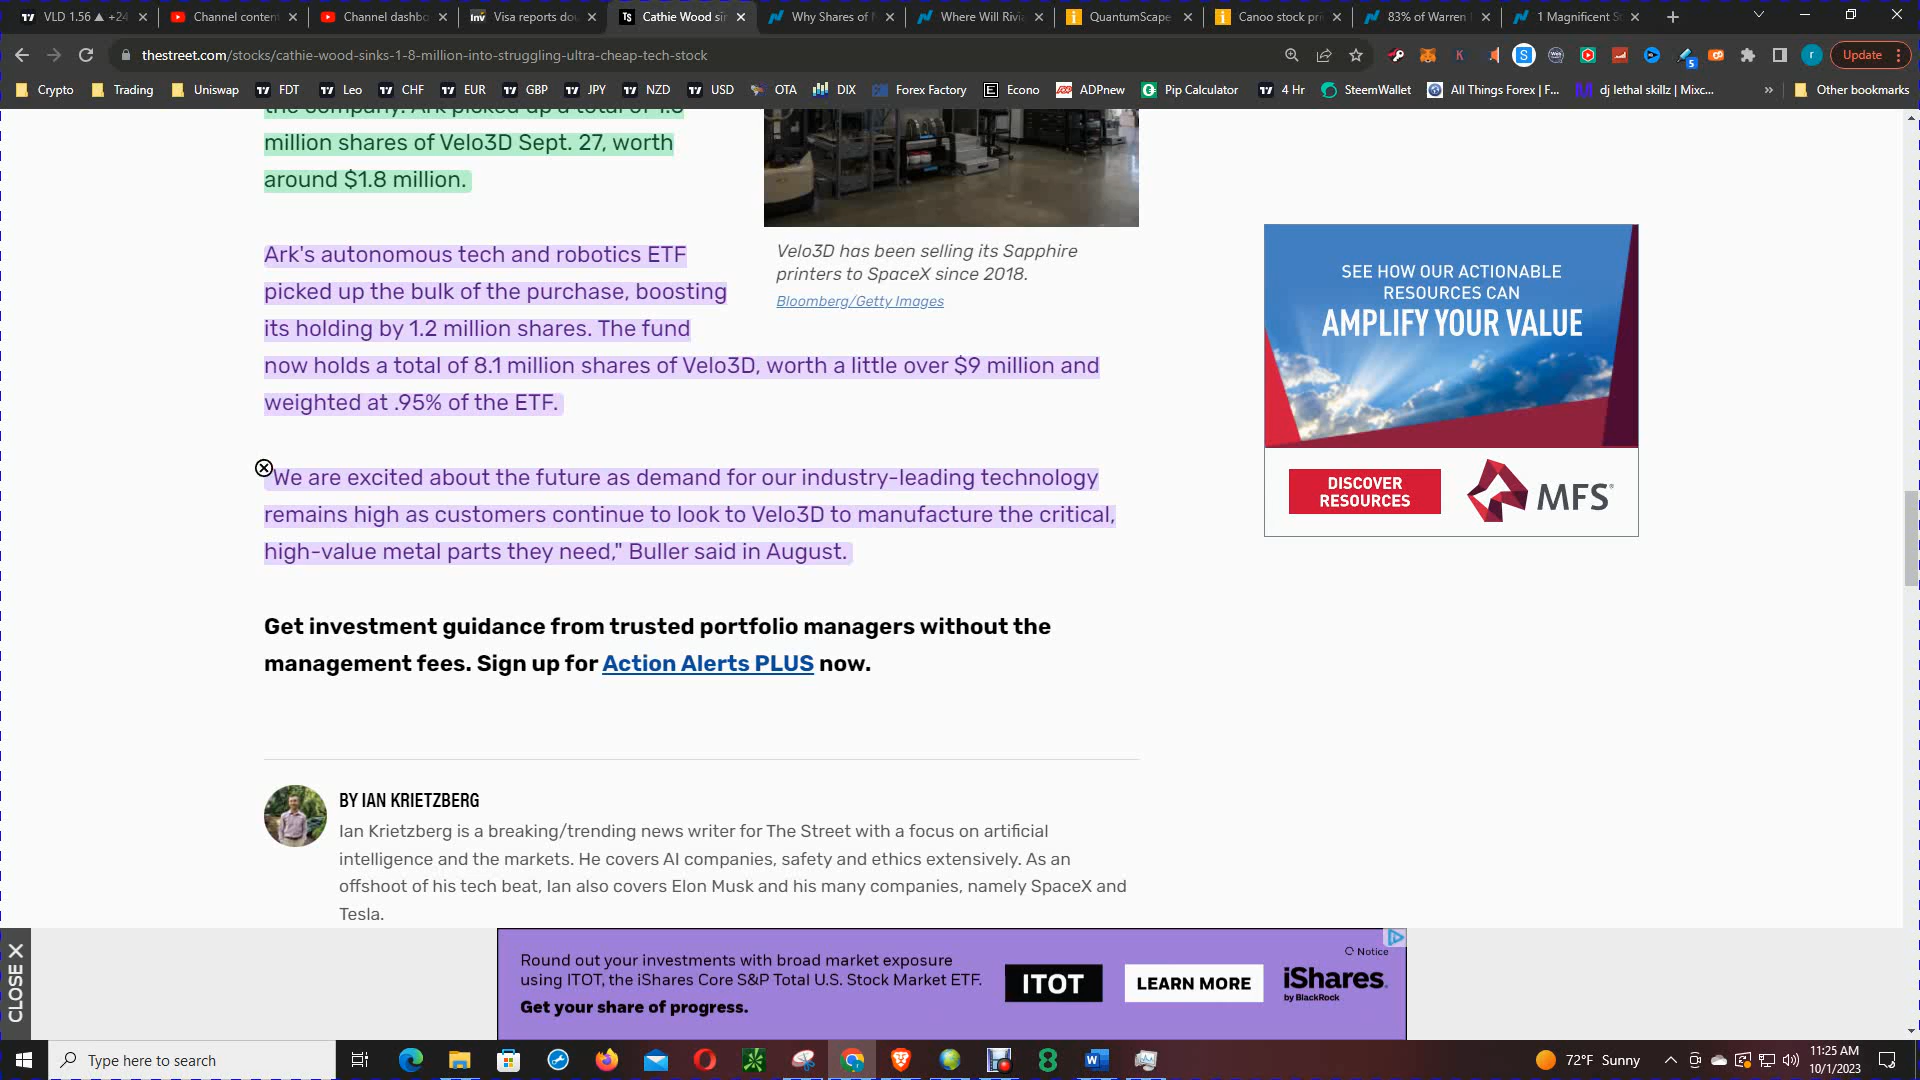 VLD 1.56 ▲ +24
Channel content
Channel dashbo
Visa reports dou
Cathie Wood sin
Why Shares of
Where Will Rivi
QuantumScape
Canoo stock pri
83% of Warren
1 Magnificent S
thestreet.com/stocks/cathie-wood-sinks-1-8-million-into-struggling-ultra-cheap-tech-stock
Update
Crypto
Trading
Uniswap
FDT
Leo
CHF
EUR
GBP
JPY
NZD
USD
OTA
DIX
Forex Factory
Econo
ADPnew
Pip Calculator
4 Hr
SteemWallet
All Things Forex | F...
dj lethal skillz | Mixc...
»
Other bookmarks
the company. Ark picked up a total of 1.6
million shares of Velo3D Sept. 27, worth
around $1.8 million.
Ark's autonomous tech and robotics ETF
picked up the bulk of the purchase, boosting
its holding by 1.2 million shares. The fund
now holds a total of 8.1 million shares of Velo3D, worth a little over $9 million and
weighted at .95% of the ETF.
Velo3D has been selling its Sapphire
printers to SpaceX since 2018.
Bloomberg/Getty Images
"We are excited about the future as demand for our industry-leading technology
remains high as customers continue to look to Velo3D to manufacture the critical,
high-value metal parts they need," Buller said in August.
Get investment guidance from trusted portfolio managers without the
management fees. Sign up for Action Alerts PLUS now.
BY IAN KRIETZBERG
Ian Krietzberg is a breaking/trending news writer for The Street with a focus on artificial
intelligence and the markets. He covers AI companies, safety and ethics extensively. As an
offshoot of his tech beat, Ian also covers Elon Musk and his many companies, namely SpaceX and
Tesla.
SEE HOW OUR ACTIONABLE
RESOURCES CAN
AMPLIFY YOUR VALUE
DISCOVER
RESOURCES
MFS®
CLOSE X
Round out your investments with broad market exposure
using ITOT, the iShares Core S&P Total U.S. Stock Market ETF.
Get your share of progress.
ITOT
LEARN MORE
Notice
iShares.
by BlackRock
Type here to search
72°F Sunny
11:25 AM
10/1/2023